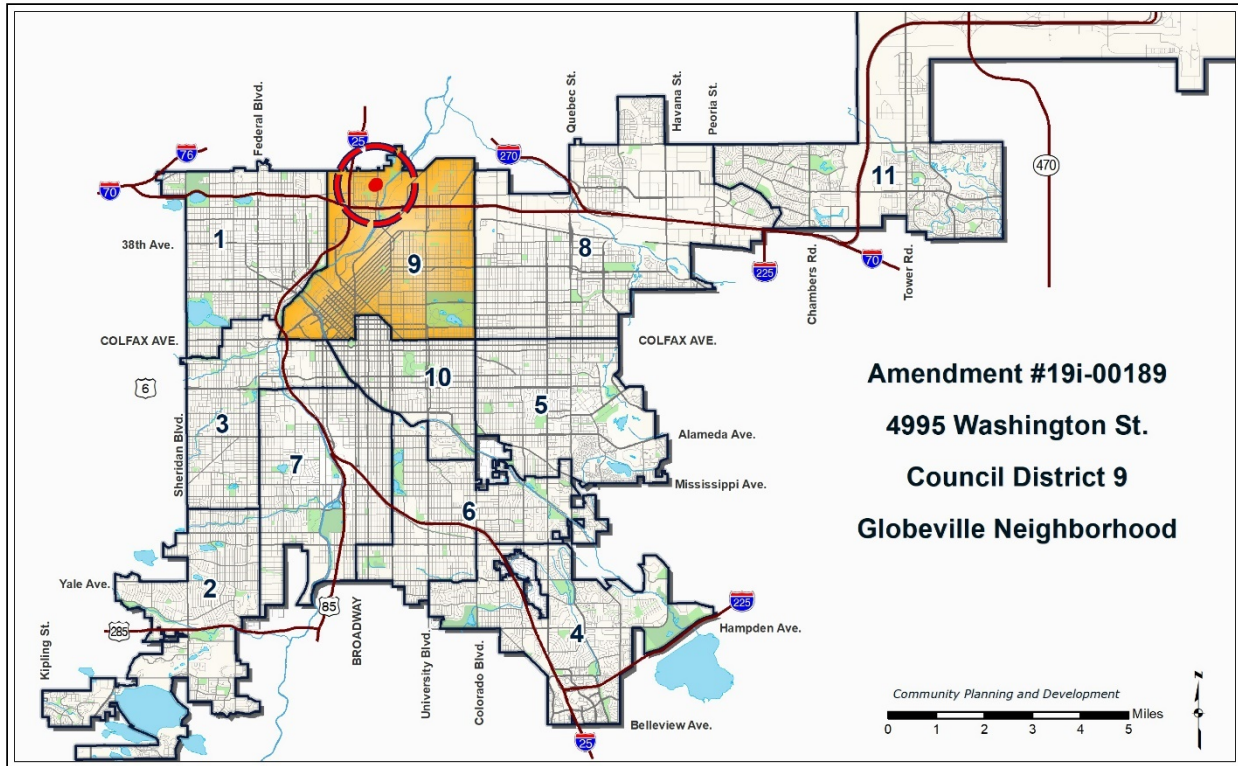 Federal Blvd.
Quebec St.
Havana St.
Peoria St.
25
76
70
270
470
11
1
38th Ave.
9
8
225
70
Chambers Rd.
Tower Rd.
COLFAX AVE.
COLFAX AVE.
6
10
5
3
Sheridan Blvd.
7
Alameda Ave.
Mississippi Ave.
6
Amendment #19i-00189
4995 Washington St.
Council District 9
Globeville Neighborhood
Yale Ave.
2
85
BROADWAY
285
Kipling St.
University Blvd.
Colorado Blvd.
4
225
Hampden Ave.
Belleview Ave.
25
Community Planning and Development
Miles
0 1 2 3 4 5
N